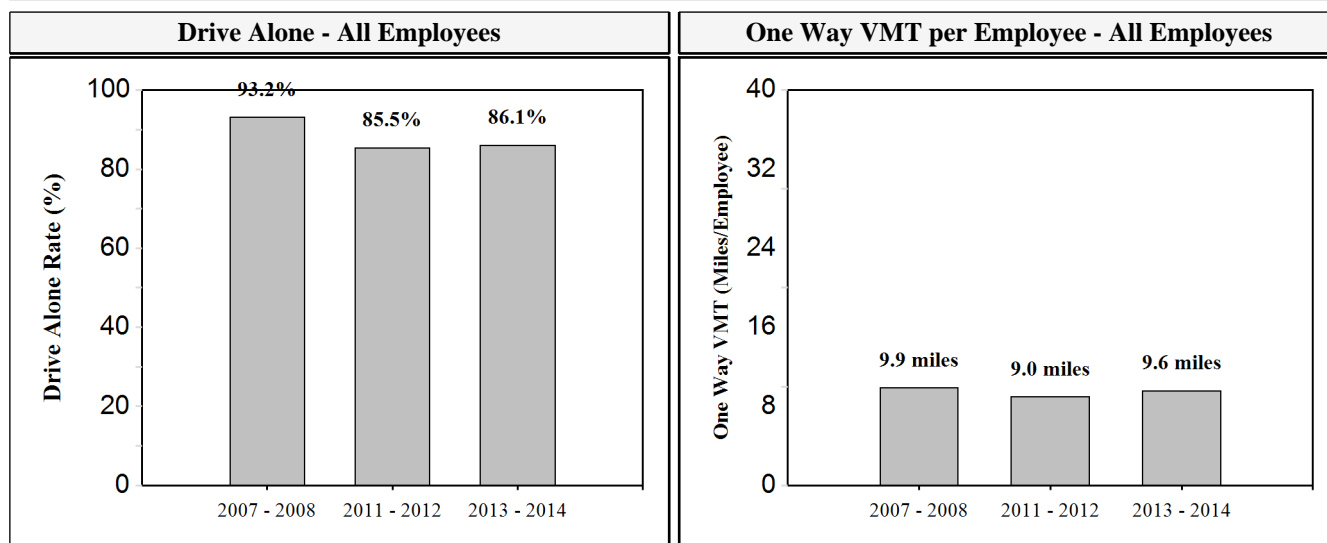 Drive Alone - All Employees
One Way VMT per Employee - All Employees
Drive Alone Rate (%)
100
80
60
40
20
0
93.2%
85.5%
86.1%
2007 - 2008
2011 - 2012
2013 - 2014
One Way VMT (Miles/Employee)
40
32
24
16
8
0
9.9 miles
9.0 miles
9.6 miles
2007 - 2008
2011 - 2012
2013 - 2014